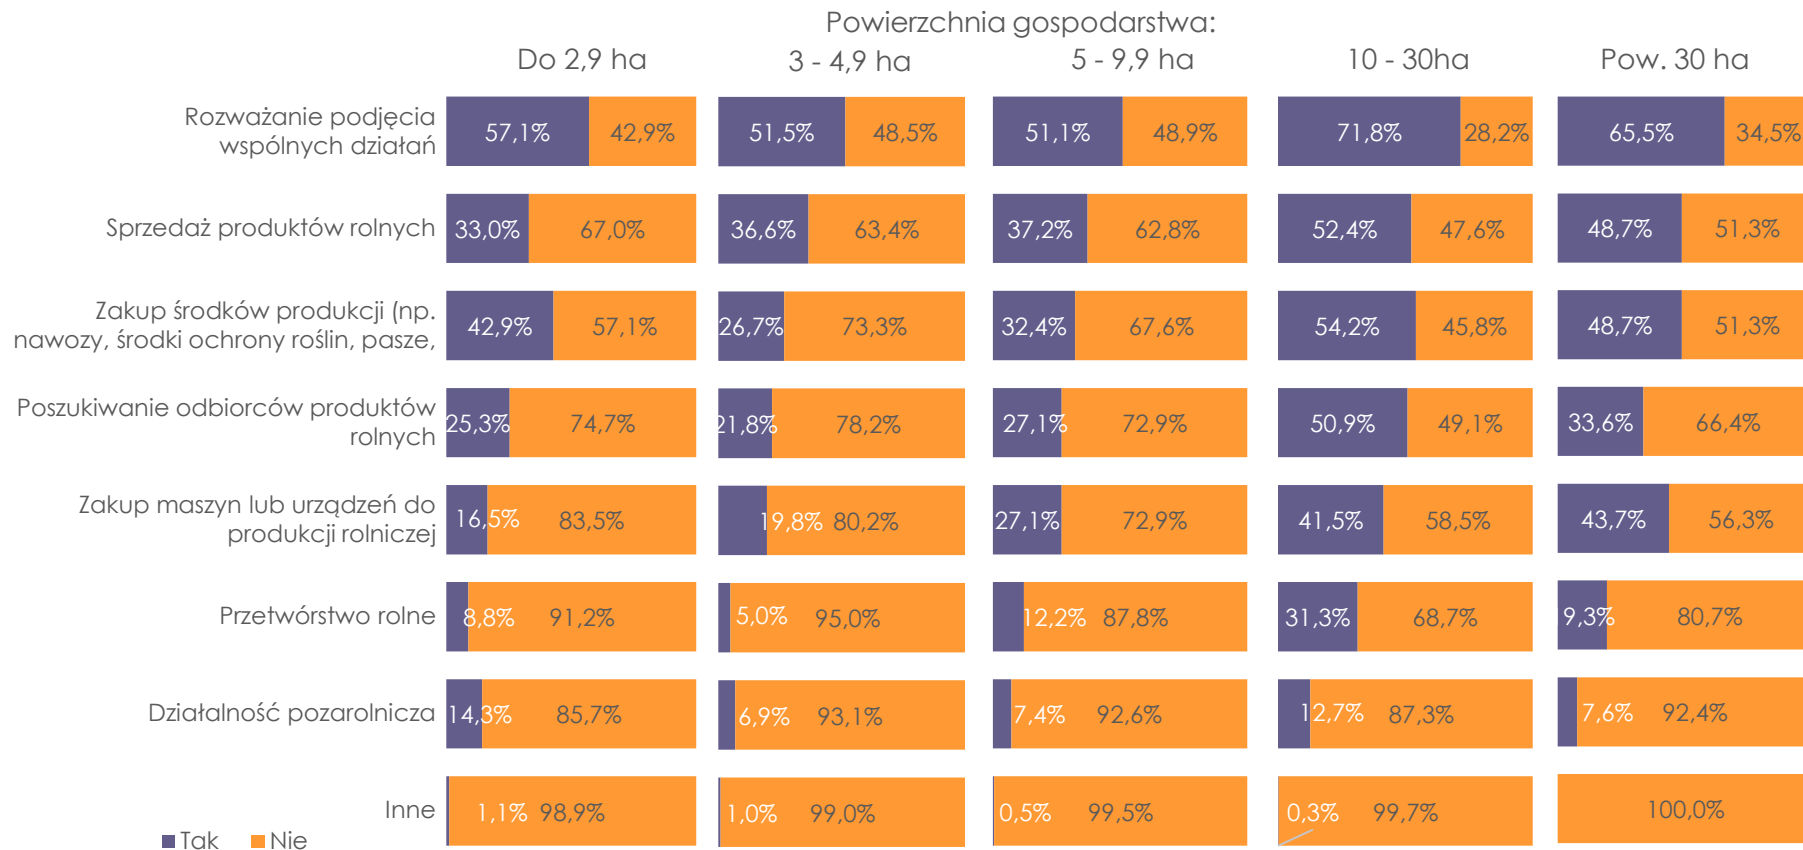 Powierzchnia gospodarstwa:
Do 2,9 ha 3 - 4,9 ha 5 - 9,9 ha 10 - 30ha Pow. 30 ha
Rozważanie podjęcia
wspólnych działań
57,1% 42,9% 51,5% 48,5% 51,1% 48,9% 71,8% 28,2% 65,5% 34,5%
Sprzedaż produktów rolnych
33,0% 67,0% 36,6% 63,4% 37,2% 62,8% 52,4% 47,6% 48,7% 51,3%
Zakup środków produkcji (np.
nawozy, środki ochrony roślin, pasze,
42,9% 57,1% 26,7% 73,3% 32,4% 67,6% 54,2% 45,8% 48,7% 51,3%
Poszukiwanie odbiorców produktów
rolnych
25,3% 74,7% 21,8% 78,2% 27,1% 72,9% 50,9% 49,1% 33,6% 66,4%
Zakup maszyn lub urządzeń do
produkcji rolniczej
16,5% 83,5% 19,8% 80,2% 27,1% 72,9% 41,5% 58,5% 43,7% 56,3%
Przetwórstwo rolne
8,8% 91,2% 5,0% 95,0% 12,2% 87,8% 31,3% 68,7% 9,3% 80,7%
Działalność pozarolnicza
14,3% 85,7% 6,9% 93,1% 7,4% 92,6% 12,7% 87,3% 7,6% 92,4%
Inne
1,1% 98,9% 1,0% 99,0% 0,5% 99,5% 0,3% 99,7% 100,0%
Tak Nie